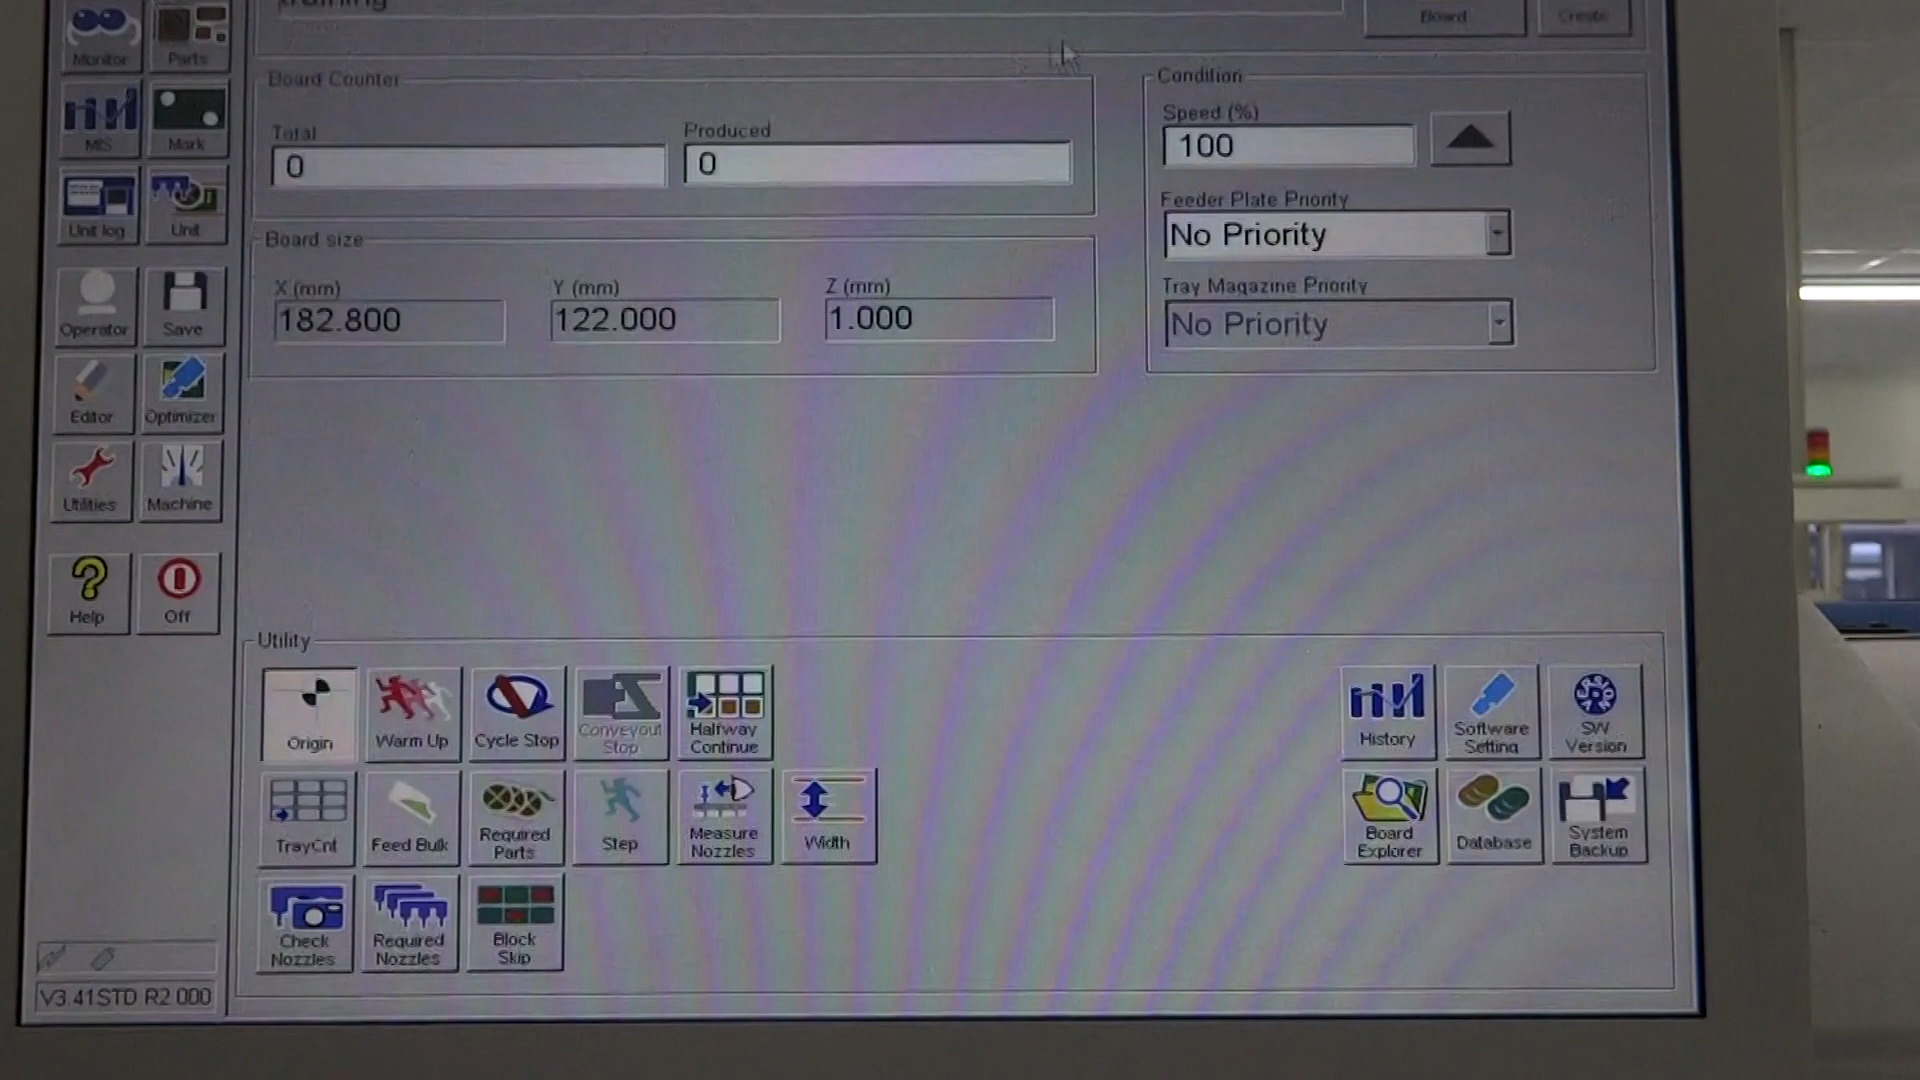 training
Board
Create
Monitor
Parts
Board Counter
Condition
Total
Produced
Speed (%)
0
0
100
MIS
Mark
Feeder Plate Priority
No Priority
Unit log
Unit
Board size
X (mm)
Y (mm)
Z (mm)
Tray Magazine Priority
182.800
122.000
1.000
No Priority
Operator
Save
Editor
Optimizer
Utilities
Machine
Help
Off
Utility
Origin
Warm Up
Cycle Stop
Conveyout
Stop
Halfway
Continue
History
Software
Setting
SW
Version
TrayCnt
Feed Bulk
Required
Parts
Step
Measure
Nozzles
Width
Board
Explorer
Database
System
Backup
Check
Nozzles
Required
Nozzles
Block
Skip
V3.41STD R2.000